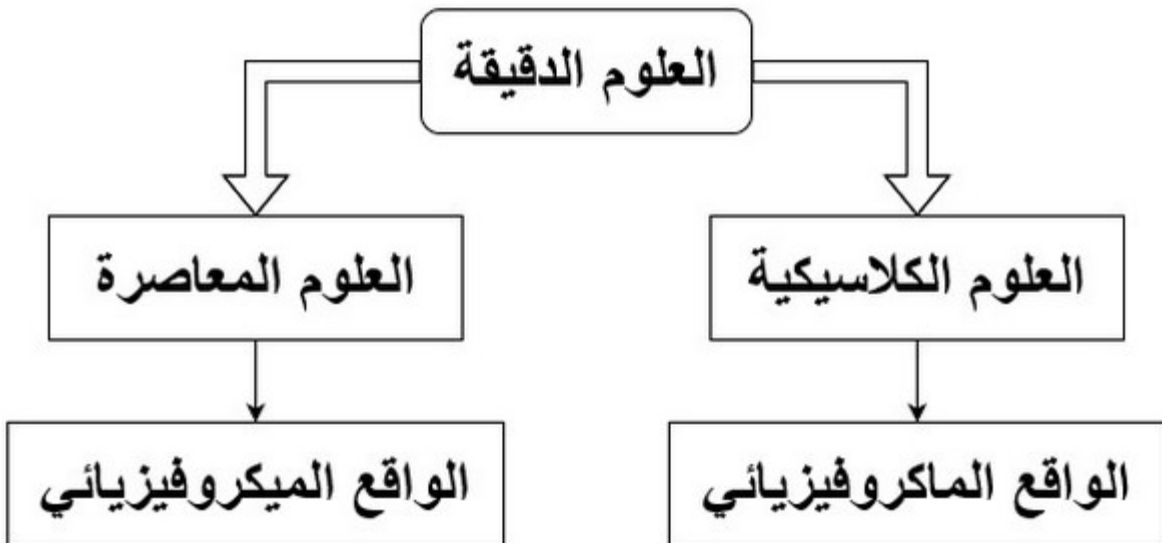 العلوم الدقيقة
العلوم الكلاسيكية
العلوم المعاصرة
الواقع الماكروفيزيائي
الواقع الميكروفيزيائي